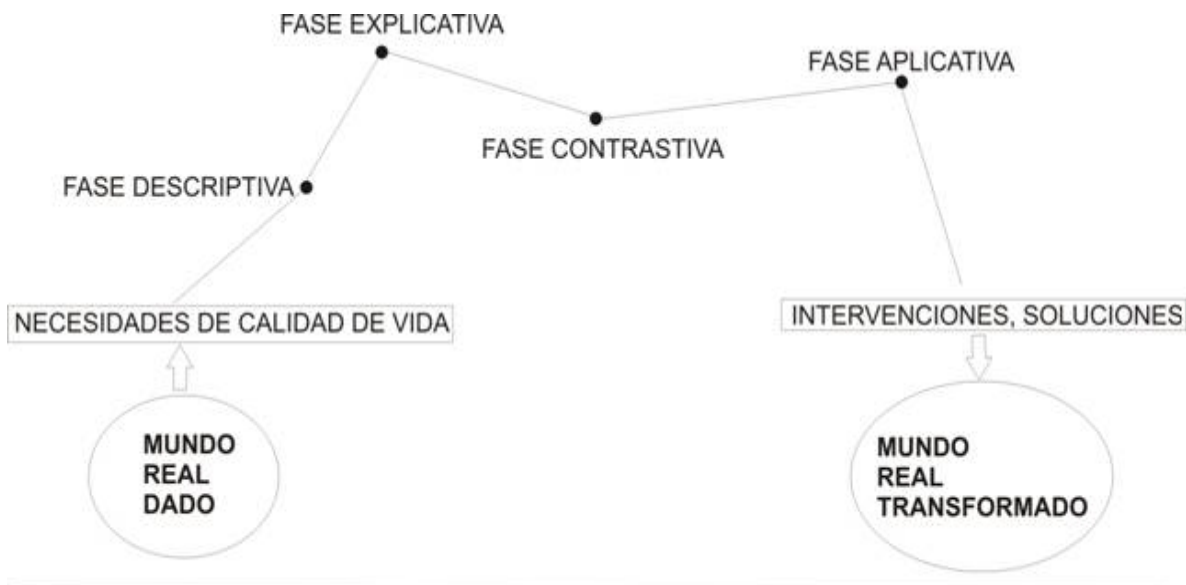 FASE EXPLICATIVA
FASE APLICATIVA
FASE CONTRASTIVA
FASE DESCRIPTIVA
NECESIDADES DE CALIDAD DE VIDA
INTERVENCIONES, SOLUCIONES
MUNDO
REAL
DADO
MUNDO
REAL
TRANSFORMADO